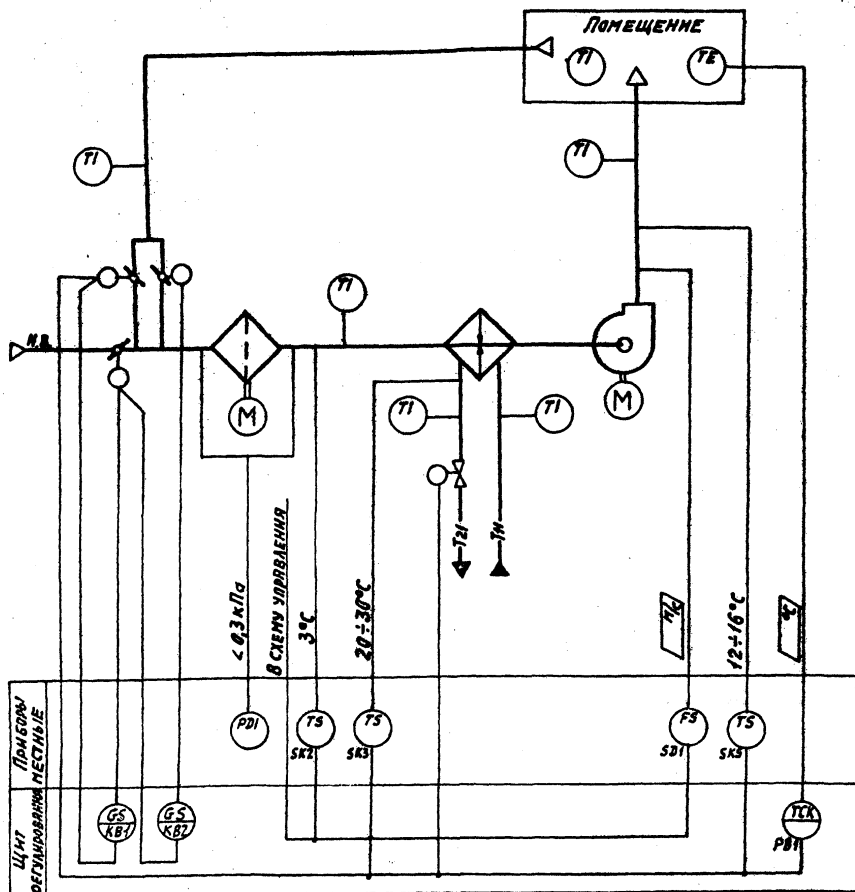 ПОМЕЩЕНИЕ
TI
TE
TI
TI
TI
Н.В.
M
TI
TI
M
T21
T11
< 0,3 кПа
В СХЕМУ УПРАВЛЕНИЯ
3°С
20÷30°С
м/с
12÷16°С
°С
ПРИБОРЫ МЕСТНЫЕ
PDI
TS
SK2
TS
SK3
FS
SD1
TS
SK5
ЩИТ РЕГУЛИРОВАНИЯ
GS
KB1
GS
KB2
TCK
PB1